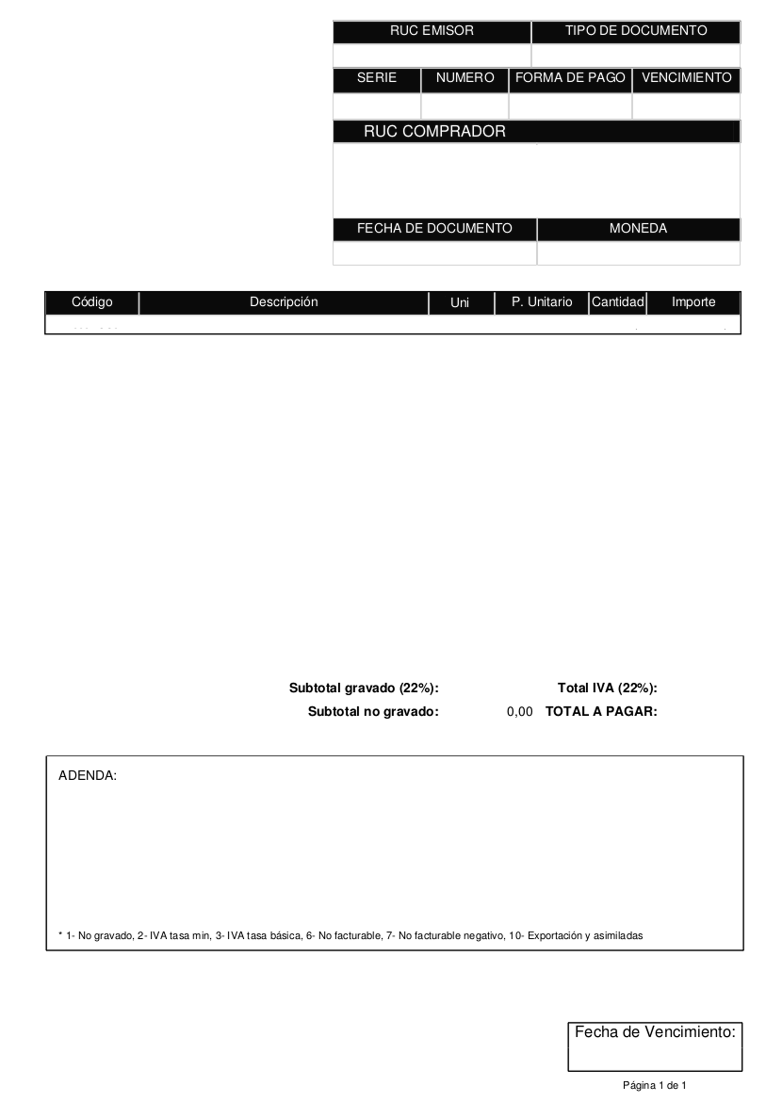 RUC EMISOR TIPO DE DOCUMENTO
SERIE NUMERO FORMA DE PAGO VENCIMIENTO
RUC COMPRADOR
FECHA DE DOCUMENTO MONEDA
Código Descripción Uni P. Unitario Cantidad Importe
Subtotal gravado (22%): Total IVA (22%):
Subtotal no gravado: 0,00 TOTAL A PAGAR:
ADENDA:
* 1- No gravado, 2- IVA tasa min, 3- IVA tasa básica, 6- No facturable, 7- No facturable negativo, 10- Exportación y asimiladas
Fecha de Vencimiento:
Página 1 de 1